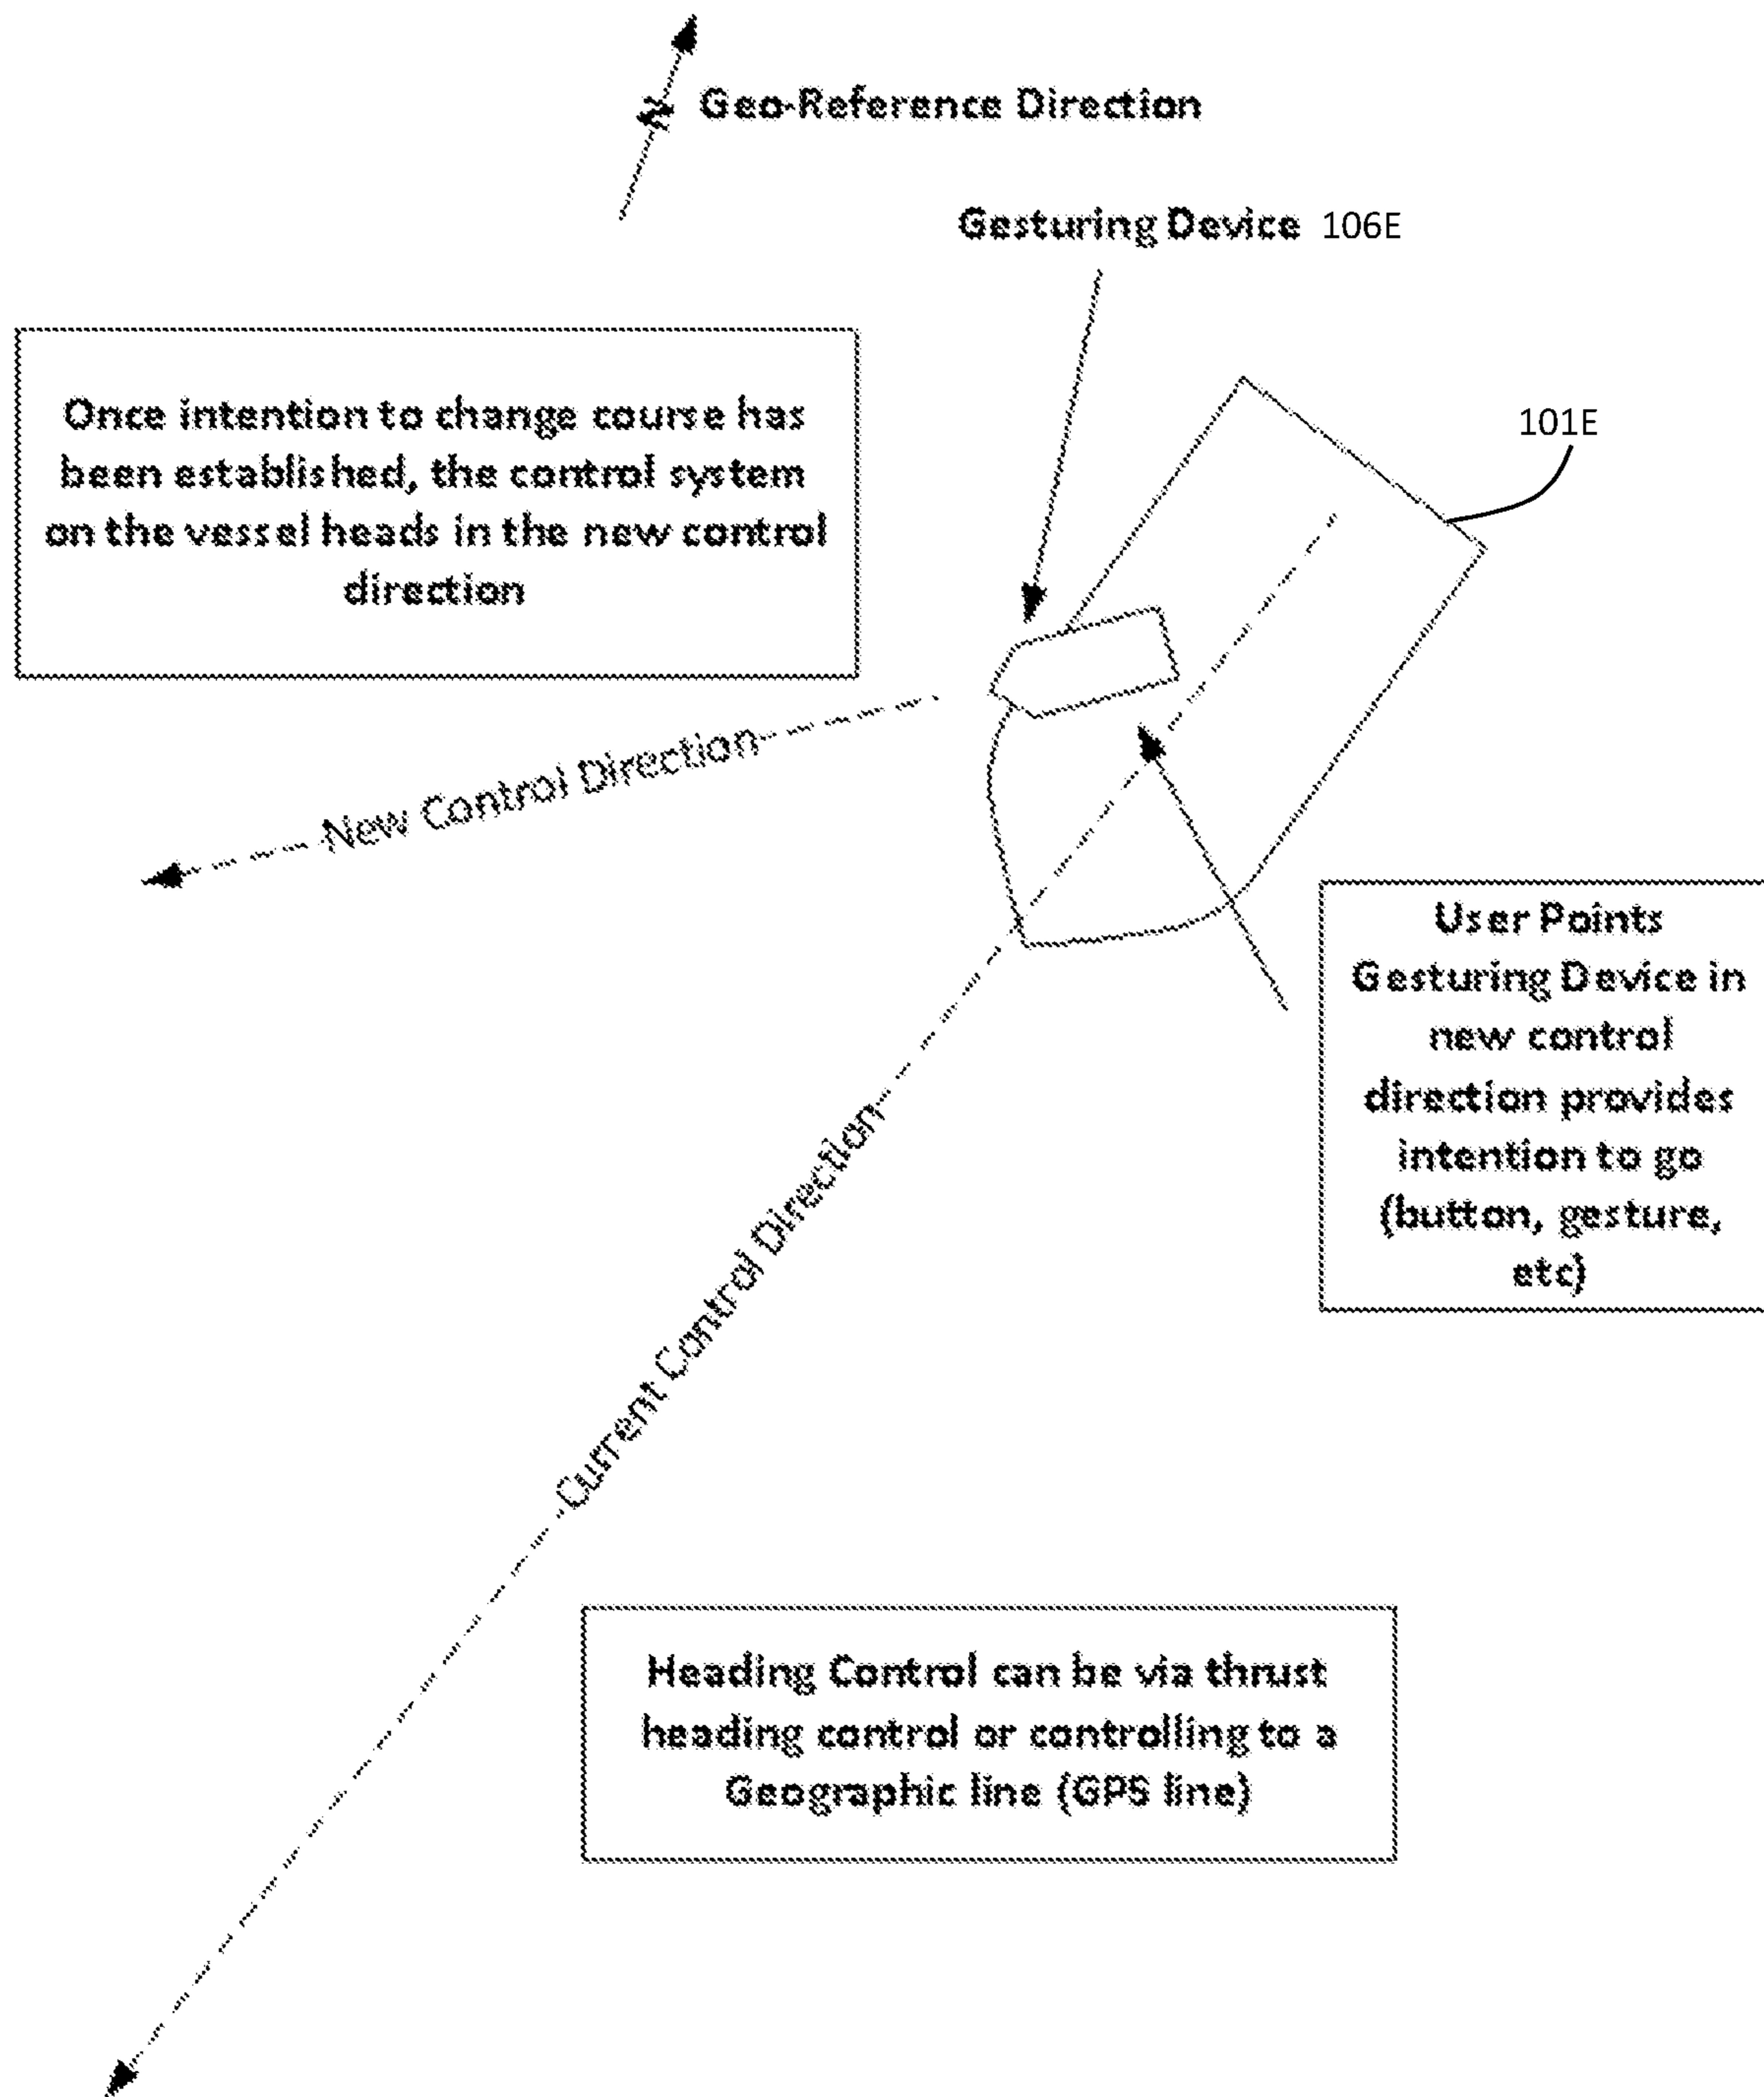 N
Geo-Reference Direction
Gesturing Device 106E
Once intention to change course has
been established, the control system
on the vessel heads in the new control
direction
101E
New Control Direction
User Points
Gesturing Device in
new control
direction provides
intention to go
(button, gesture,
etc)
Current Control Direction
Heading Control can be via thrust
heading control or controlling to a
Geographic line (GPS line)